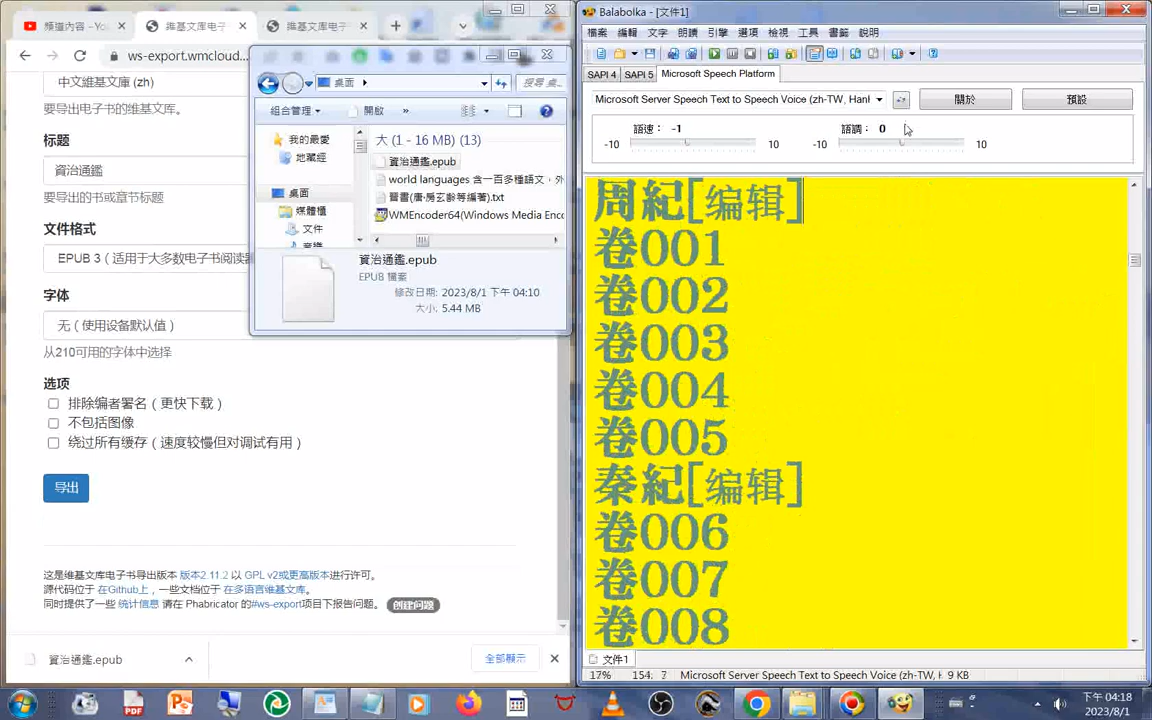 頻道內容 - Yo
維基文库电子
維基文库电子
ws-export.wmcloud...
中文維基文庫 (zh)
要导出电子书的维基文库。
标题
資治通鑑
要导出的书或章节标题
文件格式
EPUB 3（适用于大多数电子书阅读器
字体
无（使用设备默认值）
从210可用的字体中选择
选项
排除编者署名（更快下载）
不包括图像
绕过所有缓存（速度较慢但对调试有用）
导出
这是维基文库电子书导出版本 版本2.11.2 以 GPL v2或更高版本进行许可。
源代码位于 在Github上，一些文档位于 在多语言维基文库。
同时提供了一些 统计信息 请在 Phabricator 的#ws-export项目下报告问题。 创建问题
資治通鑑.epub
全部顯示
桌面
搜尋 桌...
組合管理
開啟
»
我的最愛
地藏經
桌面
媒體櫃
文件
音樂
大 (1 - 16 MB) (13)
資治通鑑.epub
world languages 含一百多種語文，外
晉書(唐‧房玄齡等編著).txt
WMEncoder64(Windows Media Enc
資治通鑑.epub
EPUB 檔案
修改日期: 2023/8/1 下午 04:10
大小: 5.44 MB
Balabolka - [文件1]
檔案 編輯 文字 朗讀 引擎 選項 檢視 工具 書籤 說明
SAPI 4 SAPI 5 Microsoft Speech Platform
Microsoft Server Speech Text to Speech Voice (zh-TW, Hanl
關於
預設
語速： -1
語調： 0
-10 10 -10 10
周紀[编辑]
卷001
卷002
卷003
卷004
卷005
秦紀[编辑]
卷006
卷007
卷008
文件1
17% 154: 7 Microsoft Speech Text to Speech Voice (zh-TW, H 9 KB
下午 04:18
2023/8/1